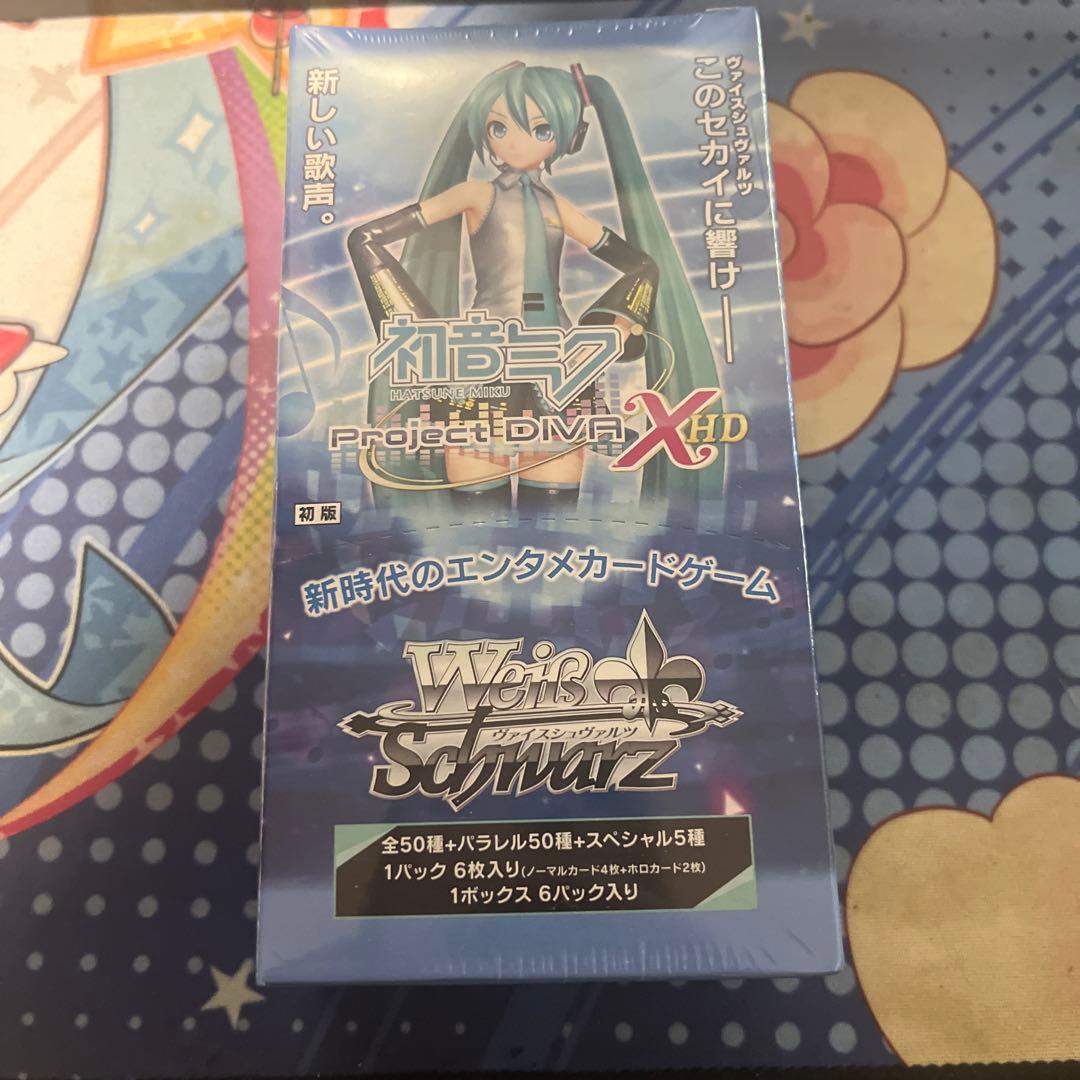 ヴァイスシュヴァルツ
このセカイに響け――
新しい歌声。
初音ミク
HATSUNE MIKU
Project DIVA X HD
初版
新時代のエンタメカードゲーム
Weiß
ヴァイスシュヴァルツ
Schwarz
全50種+パラレル50種+スペシャル5種
1パック 6枚入り(ノーマルカード4枚+ホロカード2枚)
1ボックス 6パック入り